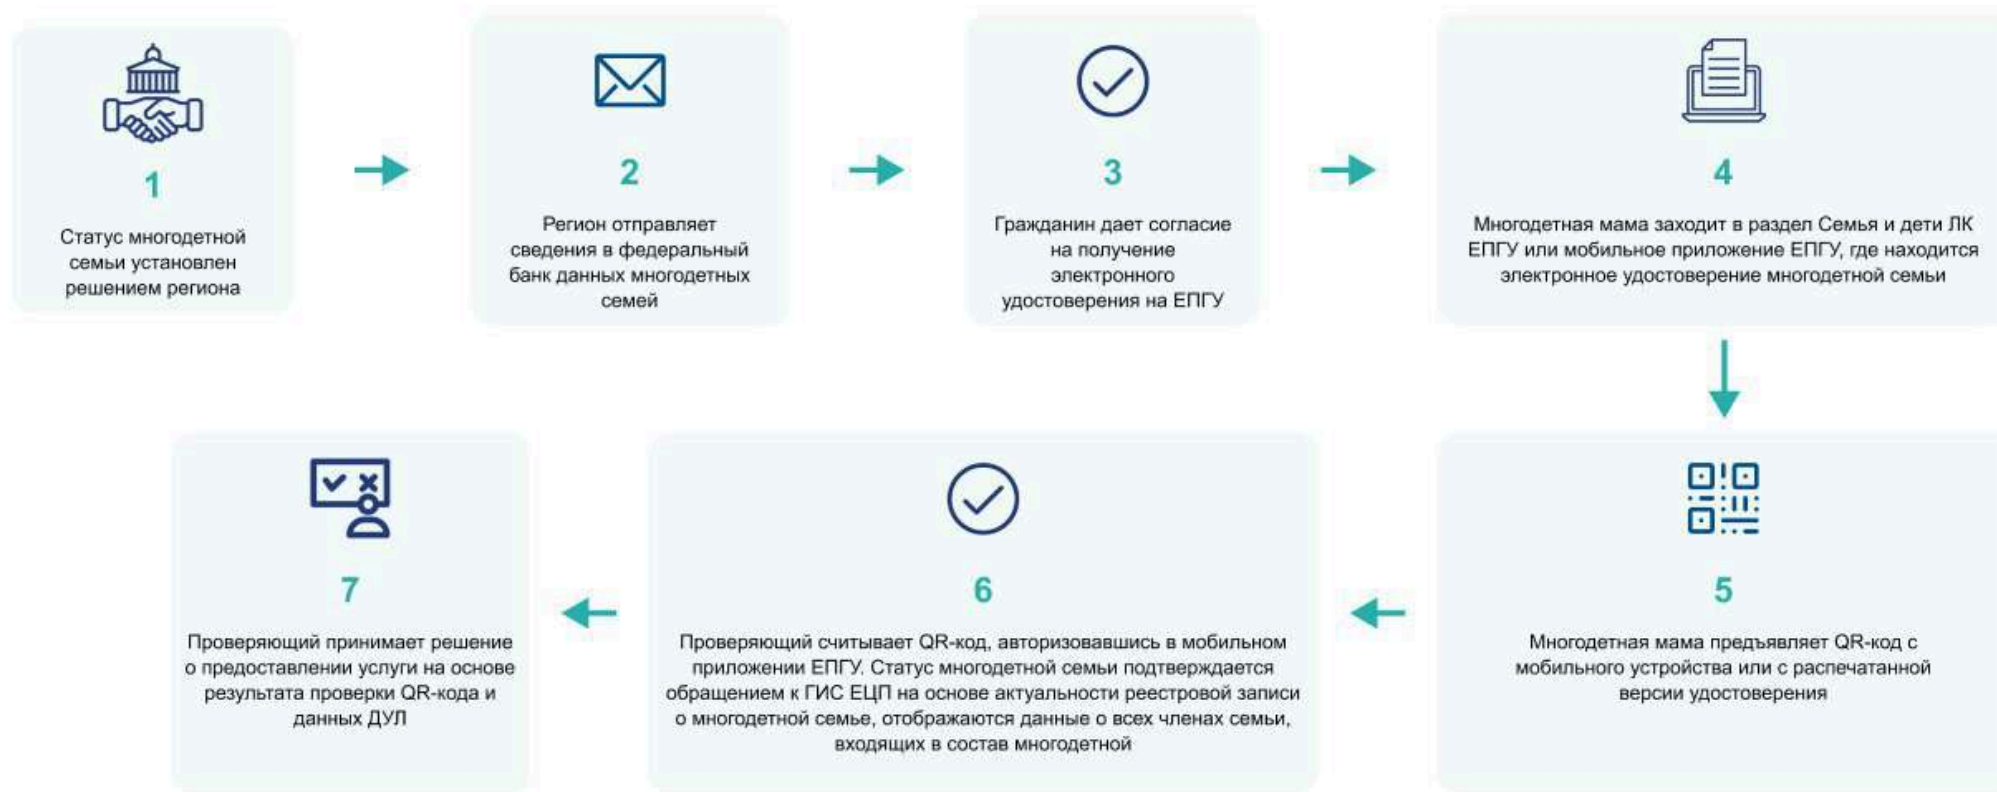 1
Статус многодетной
семьи установлен
решением региона
2
Регион отправляет
сведения в федеральный
банк данных многодетных
семей
3
Гражданин дает согласие
на получение
электронного
удостоверения на ЕПГУ
4
Многодетная мама заходит в раздел Семья и дети ЛК
ЕПГУ или мобильное приложение ЕПГУ, где находится
электронное удостоверение многодетной семьи
5
Многодетная мама предъявляет QR-код с
мобильного устройства или с распечатанной
версии удостоверения
6
Проверяющий считывает QR-код, авторизовавшись в мобильном
приложении ЕПГУ. Статус многодетной семьи подтверждается
обращением к ГИС ЕЦП на основе актуальности реестровой записи
о многодетной семье, отображаются данные о всех членах семьи,
входящих в состав многодетной
7
Проверяющий принимает решение
о предоставлении услуги на основе
результата проверки QR-кода и
данных ДУЛ